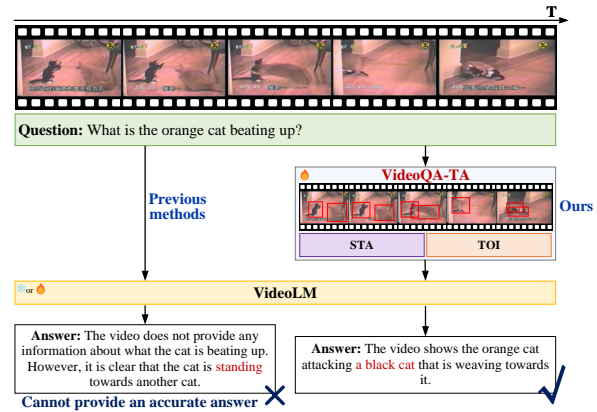 T
Question: What is the orange cat beating up?
VideoQA-TA
Previous
methods
Ours
STA
TOI
or
VideoLM
Answer: The video does not provide any
information about what the cat is beating up.
However, it is clear that the cat is standing
towards another cat.
Cannot provide an accurate answer
Answer: The video shows the orange cat
attacking a black cat that is weaving towards
it.